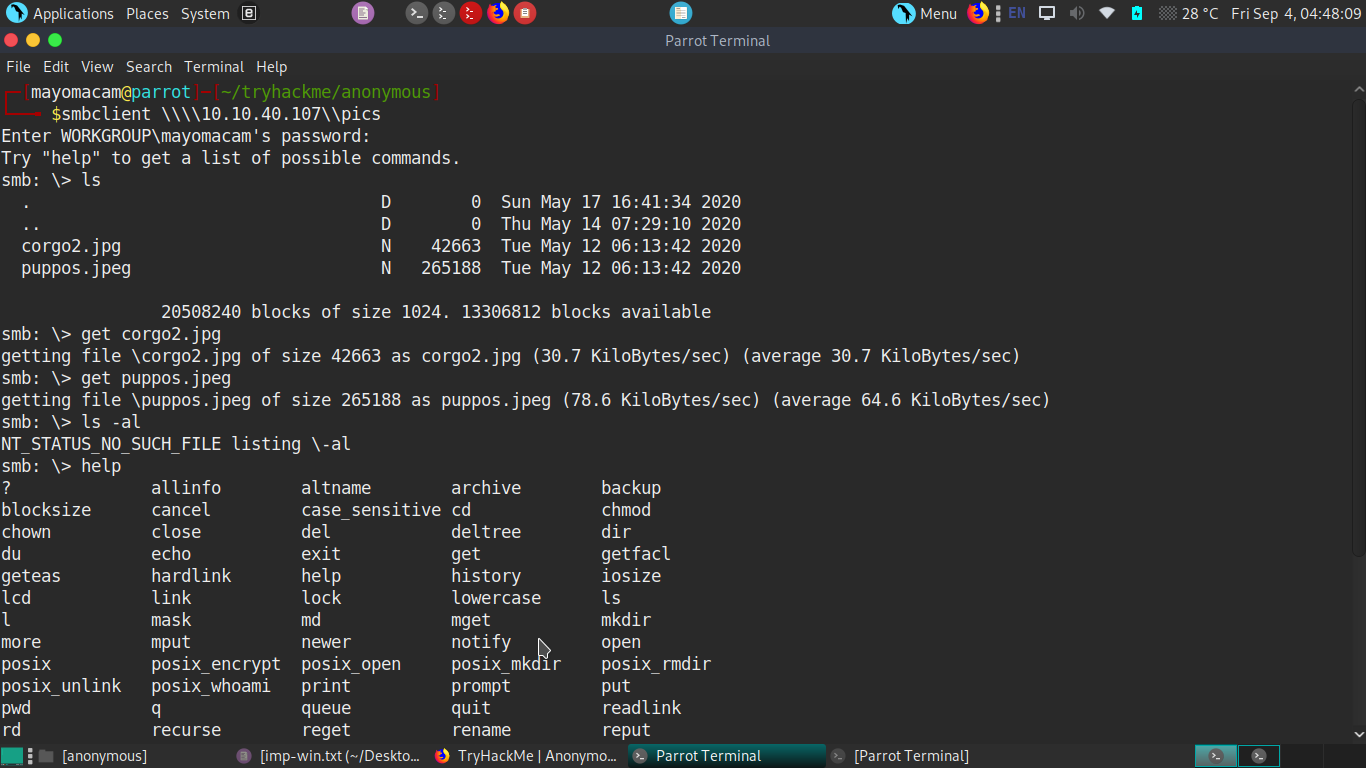 Applications Places System Menu EN 28 °C Fri Sep 4, 04:48:09
Parrot Terminal
File Edit View Search Terminal Help
┌─[mayomacam@parrot]─[~/tryhackme/anonymous]
└──╼ $smbclient \\\\10.10.40.107\\pics
Enter WORKGROUP\mayomacam's password:
Try "help" to get a list of possible commands.
smb: \> ls
. D 0 Sun May 17 16:41:34 2020
.. D 0 Thu May 14 07:29:10 2020
corgo2.jpg N 42663 Tue May 12 06:13:42 2020
puppos.jpeg N 265188 Tue May 12 06:13:42 2020
20508240 blocks of size 1024. 13306812 blocks available
smb: \> get corgo2.jpg
getting file \corgo2.jpg of size 42663 as corgo2.jpg (30.7 KiloBytes/sec) (average 30.7 KiloBytes/sec)
smb: \> get puppos.jpeg
getting file \puppos.jpeg of size 265188 as puppos.jpeg (78.6 KiloBytes/sec) (average 64.6 KiloBytes/sec)
smb: \> ls -al
NT_STATUS_NO_SUCH_FILE listing \-al
smb: \> help
? allinfo altname archive backup
blocksize cancel case_sensitive cd chmod
chown close del deltree dir
du echo exit get getfacl
geteas hardlink help history iosize
lcd link lock lowercase ls
l mask md mget mkdir
more mput newer notify open
posix posix_encrypt posix_open posix_mkdir posix_rmdir
posix_unlink posix_whoami print prompt put
pwd q queue quit readlink
rd recurse reget rename reput
[anonymous] [imp-win.txt (~/Deskto... TryHackMe | Anonymo... Parrot Terminal [Parrot Terminal]